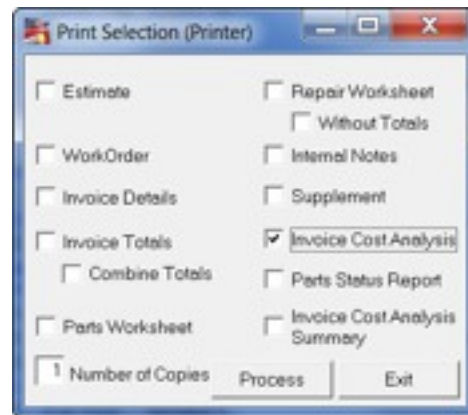 Print Selection (Printer)
Estimate
Repair Worksheet
Without Totals
WorkOrder
Internal Notes
Invoice Details
Supplement
Invoice Totals
Invoice Cost Analysis
Combine Totals
Parts Status Report
Parts Worksheet
Invoice Cost Analysis
Summary
1 Number of Copies
Process
Exit